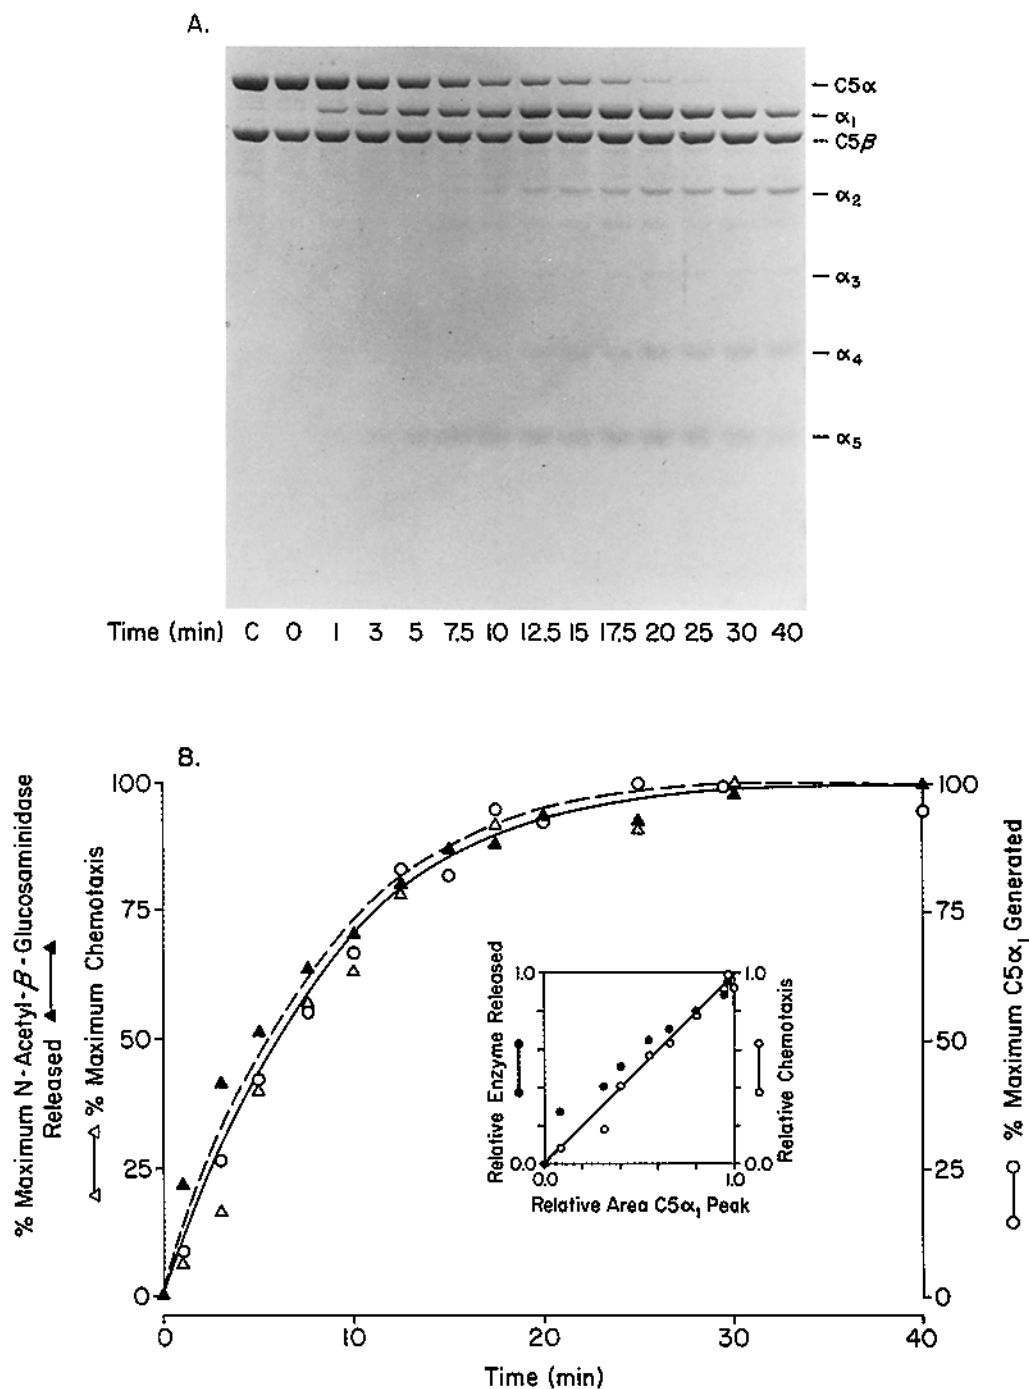 A.
C5α
α₁
C5β
α₂
α₃
α₄
α₅
Time (min) C 0 1 3 5 7.5 10 12.5 15 17.5 20 25 30 40
B.
% Maximum N-Acetyl-β-Glucosaminidase
Released
% Maximum Chemotaxis
100
75
50
25
0
100
75
50
25
0
% Maximum C5α₁ Generated
Relative Enzyme Released
1.0
0.0
1.0
0.0
Relative Chemotaxis
0.0 1.0
Relative Area C5α₁ Peak
0 10 20 30 40
Time (min)